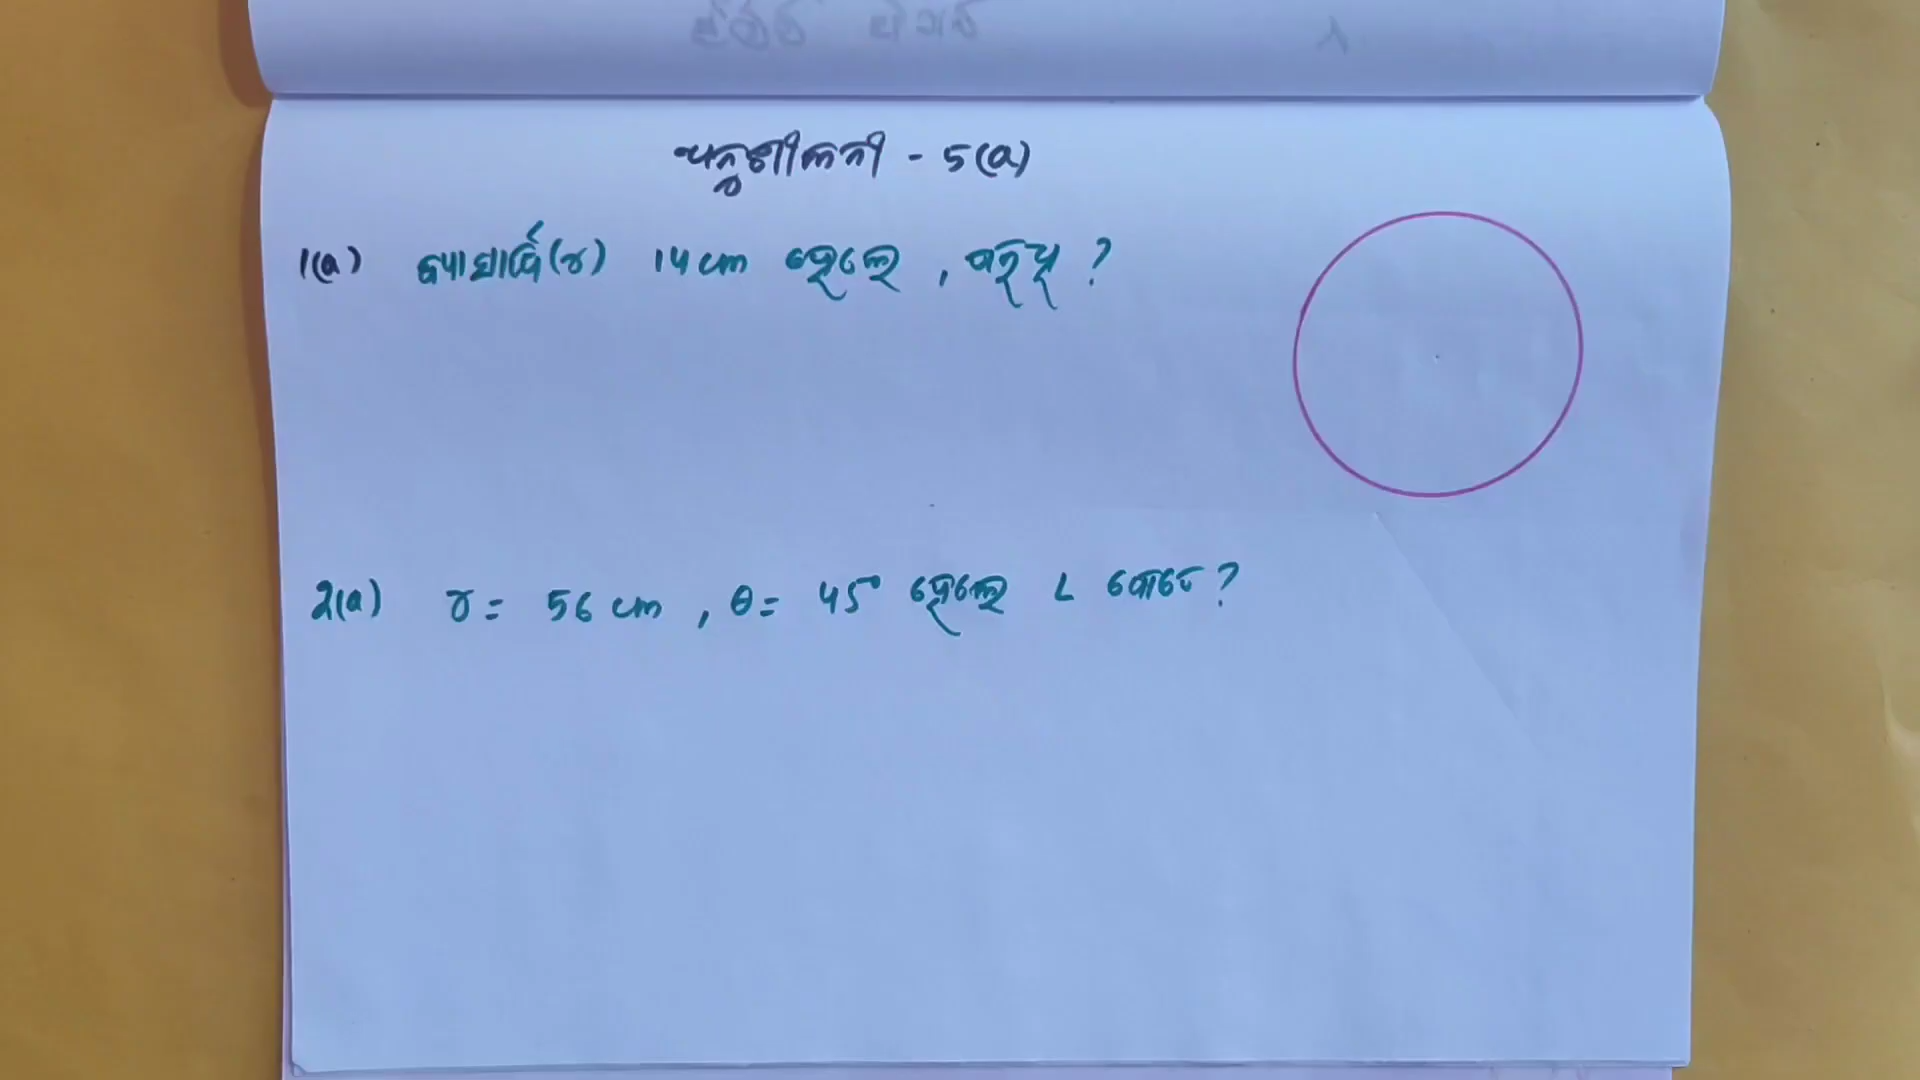 ଅନୁଶୀଳନୀ - 5(a)
1(a) ବ୍ୟାସାର୍ଦ୍ଧ(r) 14 cm ହେଲେ , ପରିଧି ?
2(a) r = 56 cm , θ = 45° ହେଲେ L କେତେ ?